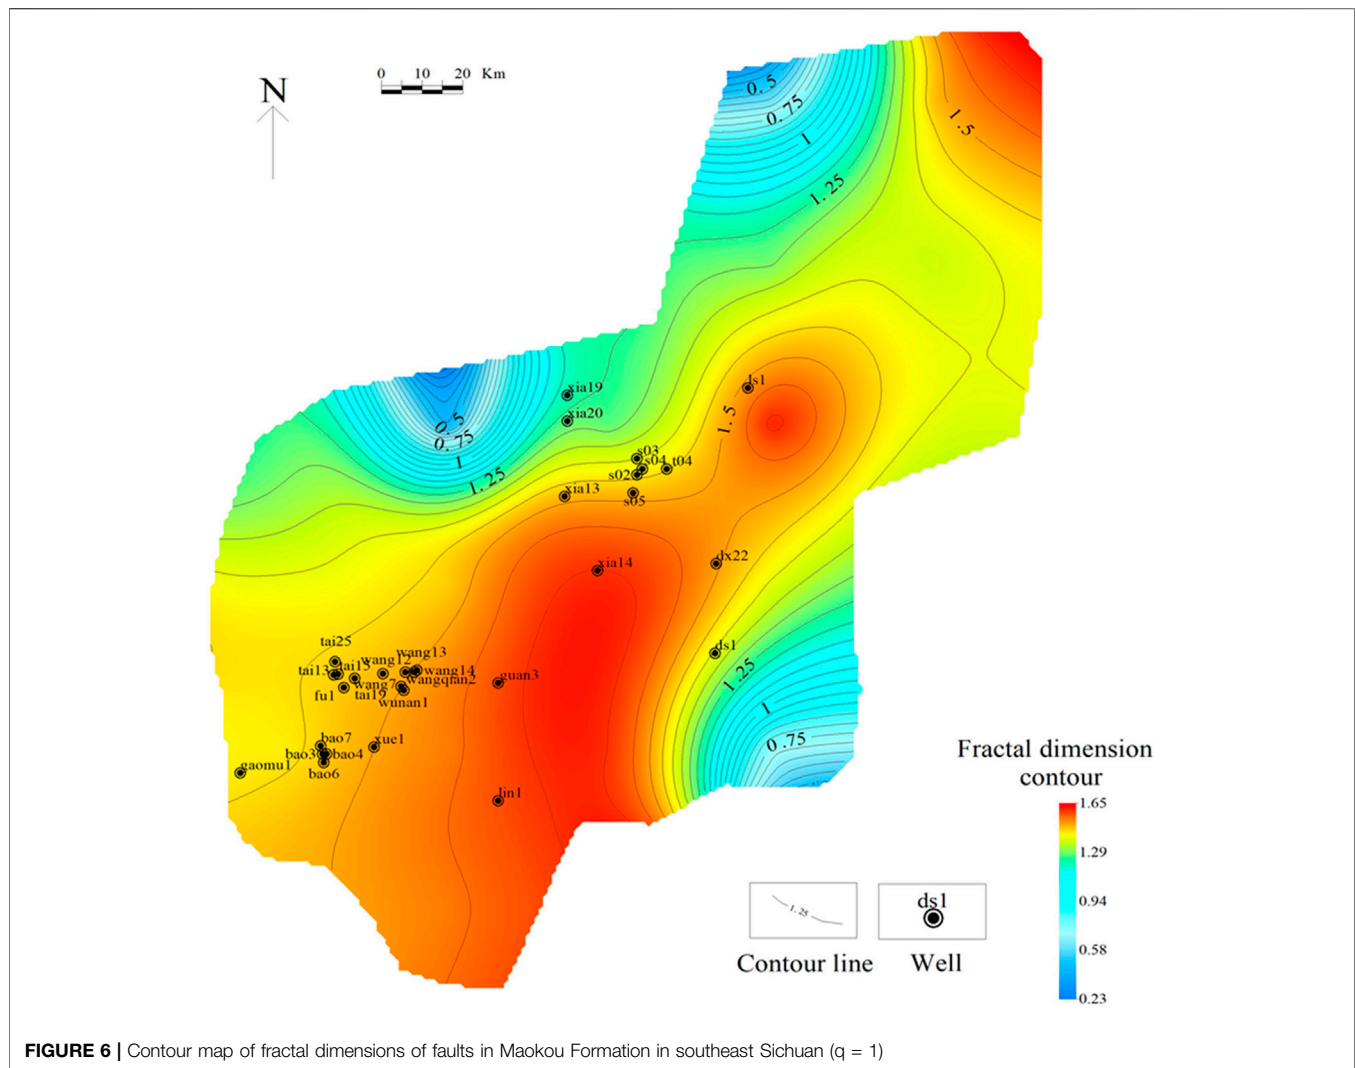 N
0 10 20 Km
0.5
0.75
1
1.25
1.5
ls1
1.5
xia19
xia20
0.5
0.75
1
1.25
s03
s04
t04
s02
s05
xia13
xia14
dx22
ds1
1.25
1
0.75
tai25
tai13
tai15
wang12
wang13
wang14
wangqian2
wang7
tai19
fu1
wunan1
guan3
bao7
bao3
bao4
bao6
xue1
gaomu1
lin1
Fractal dimension
contour
1.65
1.29
0.94
0.58
0.23
1.25
Contour line
ds1
Well
FIGURE 6 | Contour map of fractal dimensions of faults in Maokou Formation in southeast Sichuan (q = 1)